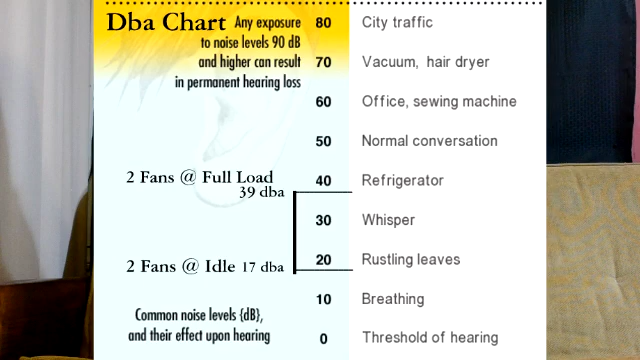 Dba Chart Any exposure
to noise levels 90 dB
and higher can result
in permanent hearing loss
80 City traffic
70 Vacuum, hair dryer
60 Office, sewing machine
50 Normal conversation
2 Fans @ Full Load
39 dba
40 Refrigerator
30 Whisper
2 Fans @ Idle 17 dba
20 Rustling leaves
10 Breathing
Common noise levels {dB},
and their effect upon hearing
0 Threshold of hearing